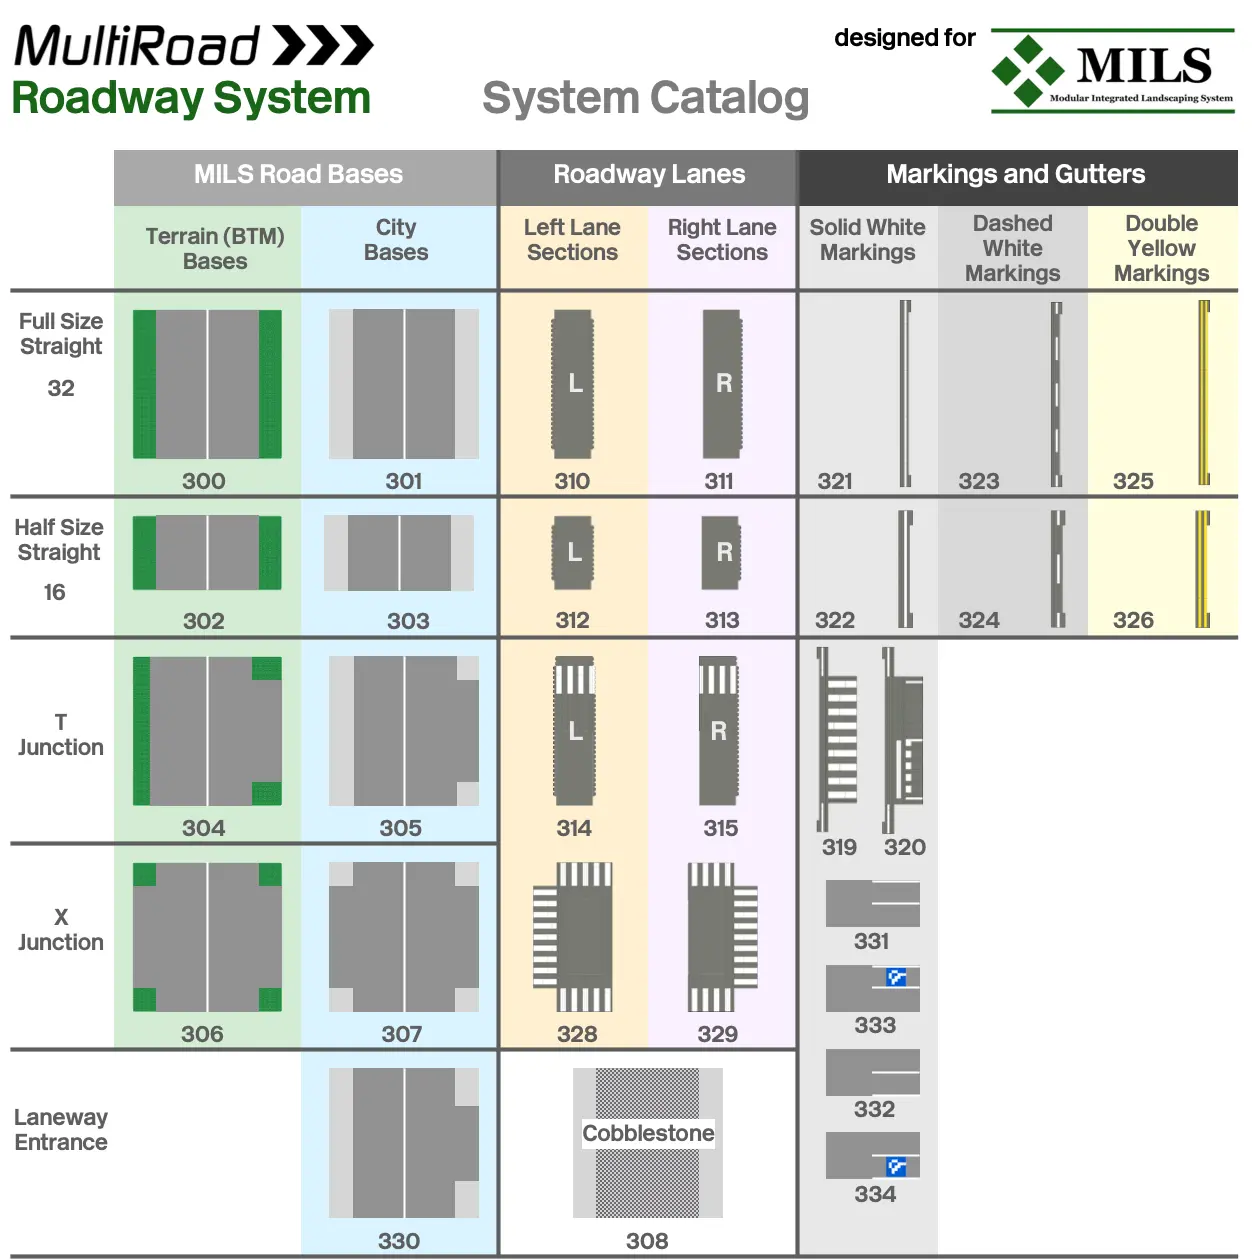 MultiRoad
Roadway System
System Catalog
designed for
MILS
Modular Integrated Landscaping System
MILS Road Bases
Roadway Lanes
Markings and Gutters
Terrain (BTM)
Bases
City
Bases
Left Lane
Sections
Right Lane
Sections
Solid White
Markings
Dashed
White
Markings
Double
Yellow
Markings
Full Size
Straight
32
L
R
300
301
310
311
321
323
325
Half Size
Straight
16
L
R
302
303
312
313
322
324
326
T
Junction
L
R
304
305
314
315
319
320
X
Junction
306
307
328
329
331
333
332
334
Laneway
Entrance
Cobblestone
330
308